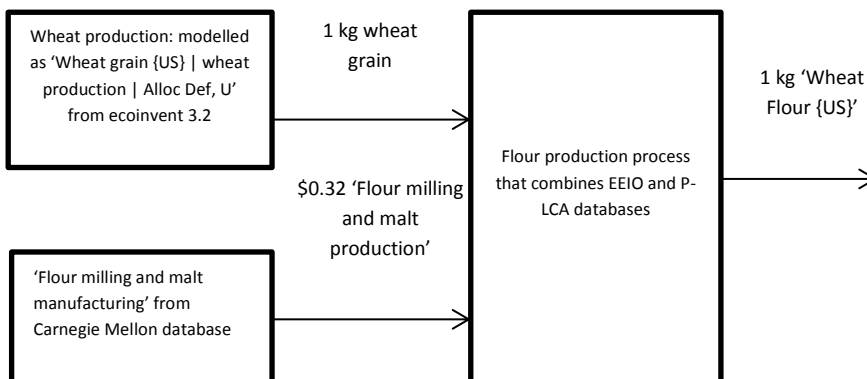 Wheat production: modelled
as ‘Wheat grain {US} | wheat
production | Alloc Def, U’
from ecoinvent 3.2
1 kg wheat
grain
$0.32 ‘Flour milling
and malt
production’
‘Flour milling and malt
manufacturing’ from
Carnegie Mellon database
Flour production process
that combines EEIO and P-
LCA databases
1 kg ‘Wheat
Flour {US}’